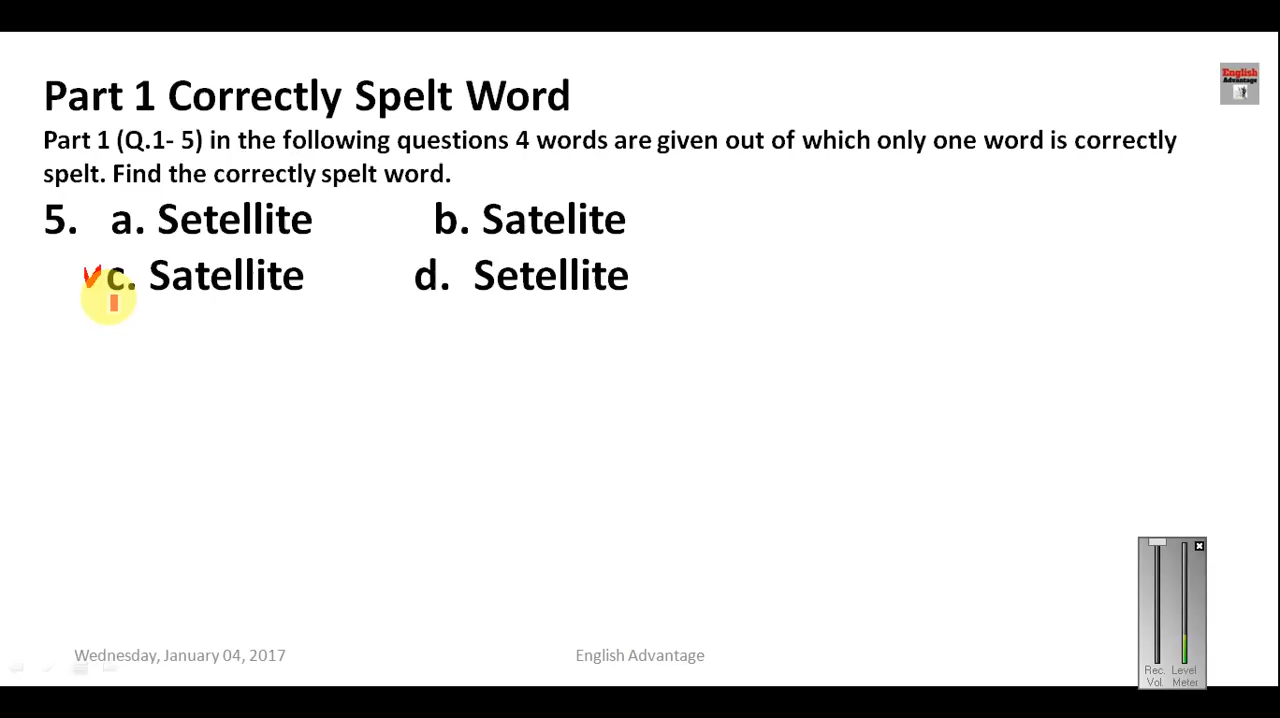 English
Advantage
Part 1 Correctly Spelt Word
Part 1 (Q.1- 5) in the following questions 4 words are given out of which only one word is correctly
spelt. Find the correctly spelt word.
5. a. Setellite b. Satelite
c. Satellite d. Setellite
Wednesday, January 04, 2017 English Advantage
Rec. Level
Vol. Meter